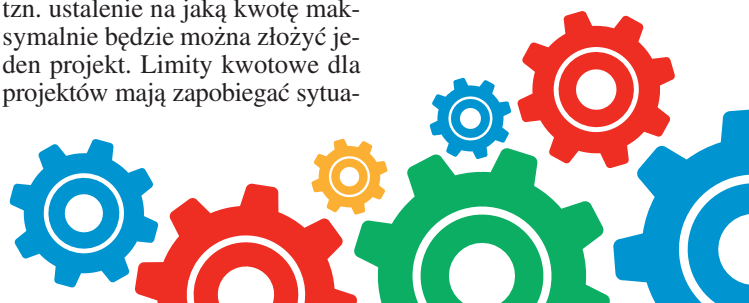 tzn. ustalenie na jaką kwotę mak-
symalnie będzie można złożyć je-
den projekt. Limity kwotowe dla
projektów mają zapobiegać sytua-